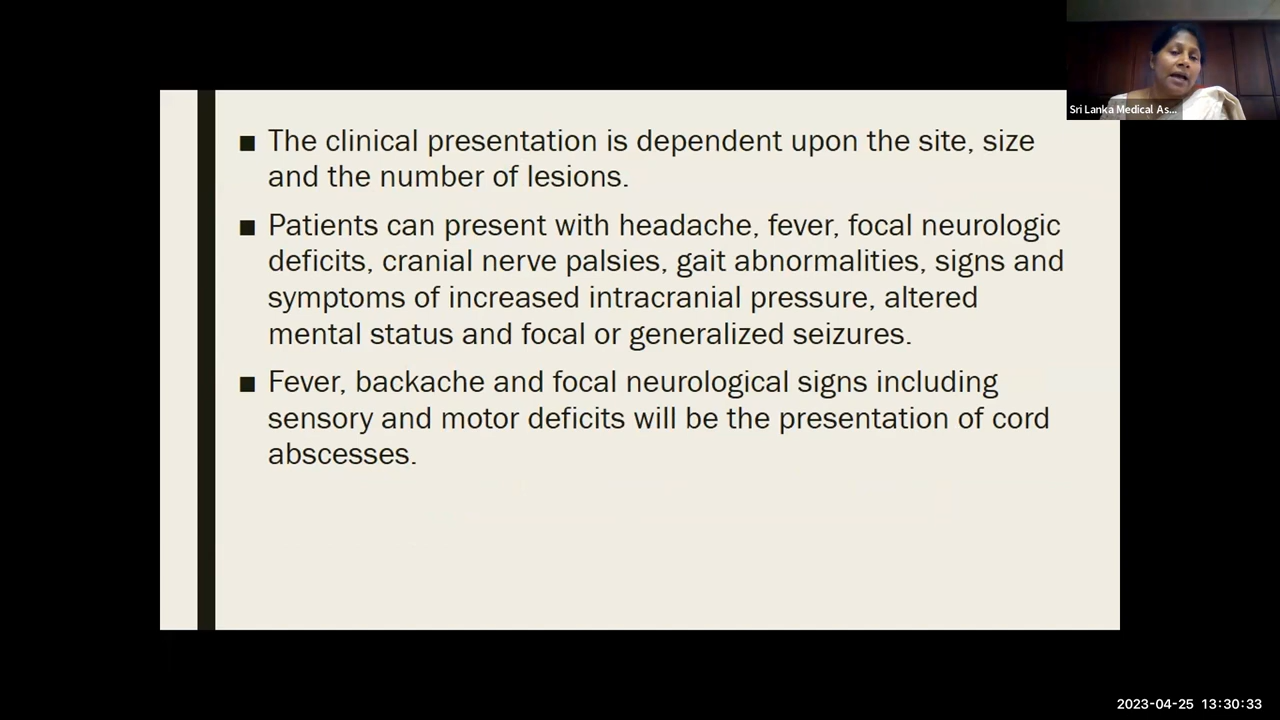 Sri Lanka Medical As...
■ The clinical presentation is dependent upon the site, size
and the number of lesions.
■ Patients can present with headache, fever, focal neurologic
deficits, cranial nerve palsies, gait abnormalities, signs and
symptoms of increased intracranial pressure, altered
mental status and focal or generalized seizures.
■ Fever, backache and focal neurological signs including
sensory and motor deficits will be the presentation of cord
abscesses.
2023-04-25 13:30:33